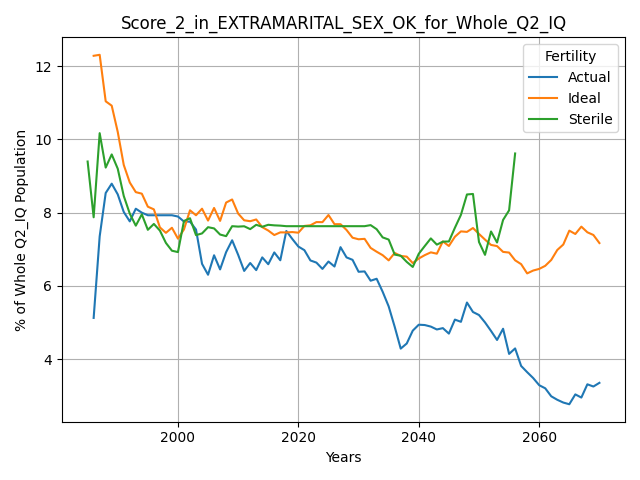 Score_2_in_EXTRAMARITAL_SEX_OK_for_Whole_Q2_IQ
% of Whole Q2_IQ Population
12
10
8
6
4
Fertility
Actual
Ideal
Sterile
2000 2020 2040 2060
Years